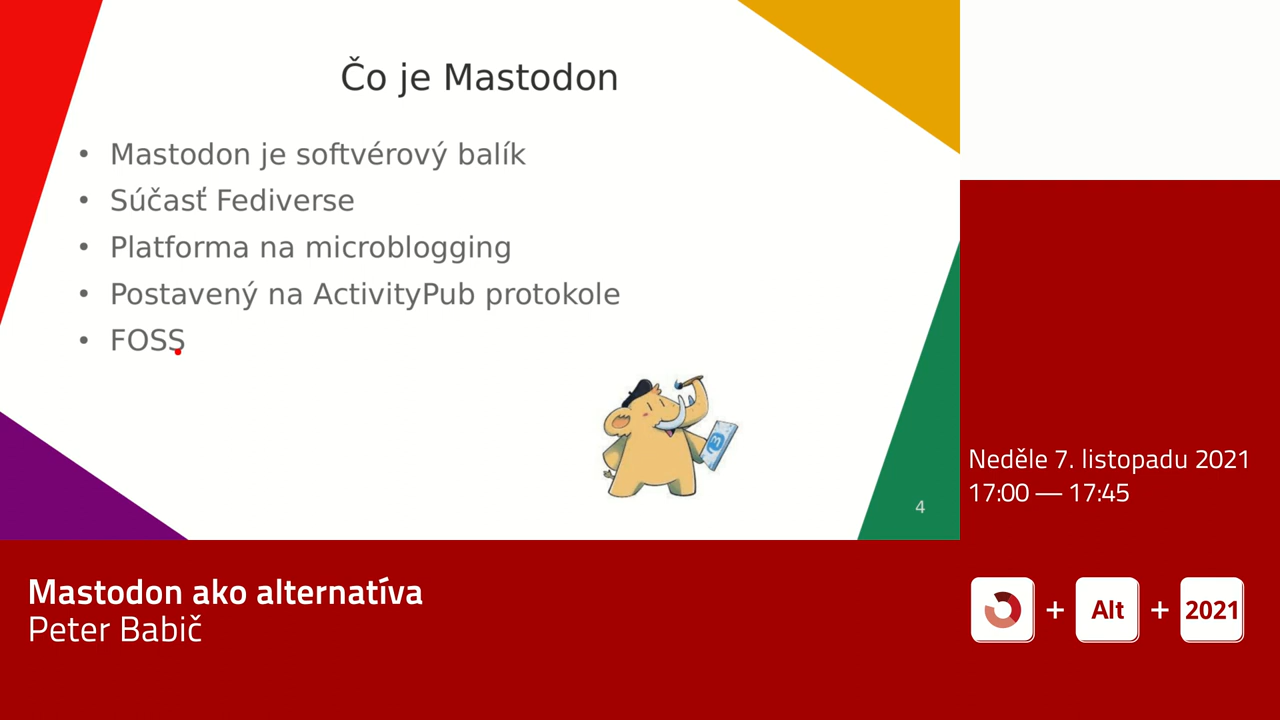 Čo je Mastodon
• Mastodon je softvérový balík
• Súčasť Fediverse
• Platforma na microblogging
• Postavený na ActivityPub protokole
• FOSS
4
Neděle 7. listopadu 2021
17:00 — 17:45
Mastodon ako alternatíva
Peter Babič
+ Alt + 2021